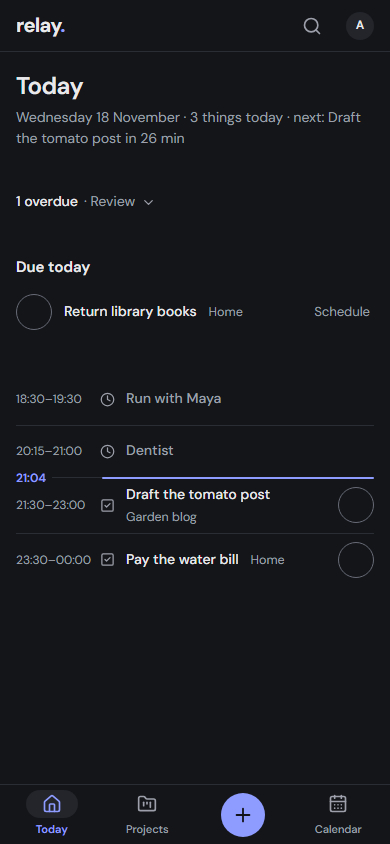 relay.
A
Today
Wednesday 18 November · 3 things today · next: Draft
the tomato post in 26 min
1 overdue · Review
Due today
Return library books Home Schedule
18:30–19:30 Run with Maya
20:15–21:00 Dentist
21:04
Draft the tomato post
21:30–23:00
Garden blog
23:30–00:00 Pay the water bill Home
Today Projects Calendar